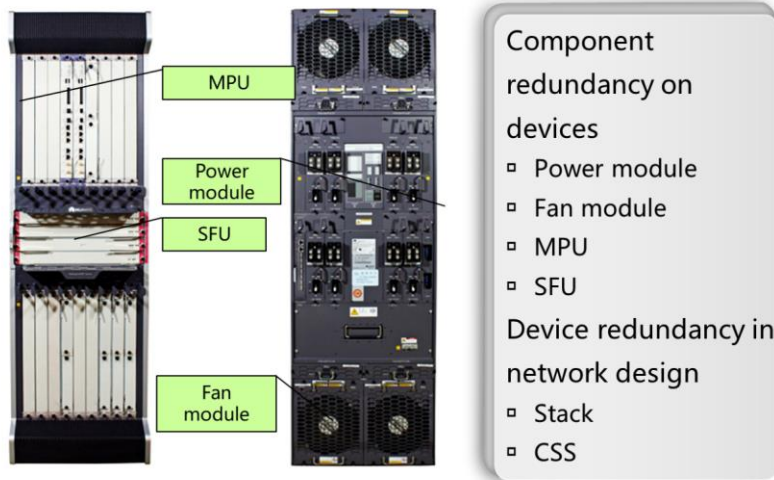 MPU
Power
module
SFU
Fan
module
Component
redundancy on
devices
▫ Power module
▫ Fan module
▫ MPU
▫ SFU
Device redundancy in
network design
▫ Stack
▫ CSS